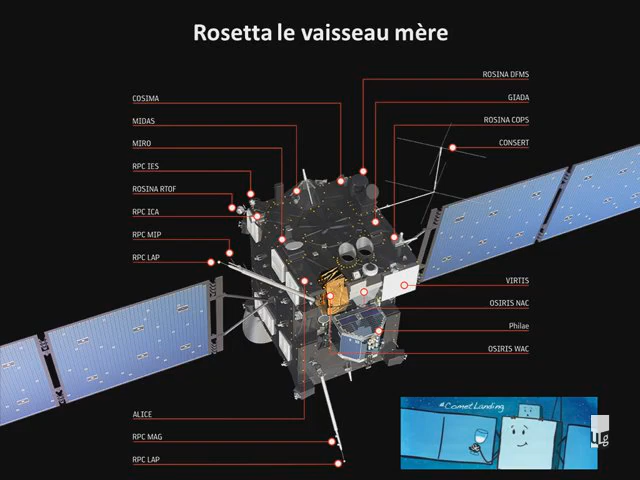 Rosetta le vaisseau mère
COSIMA
MIDAS
MIRO
RPC IES
ROSINA RTOF
RPC ICA
RPC MIP
RPC LAP
ALICE
RPC MAG
RPC LAP
ROSINA DFMS
GIADA
ROSINA COPS
CONSERT
VIRTIS
OSIRIS NAC
Philae
OSIRIS WAC
#CometLanding
ULg